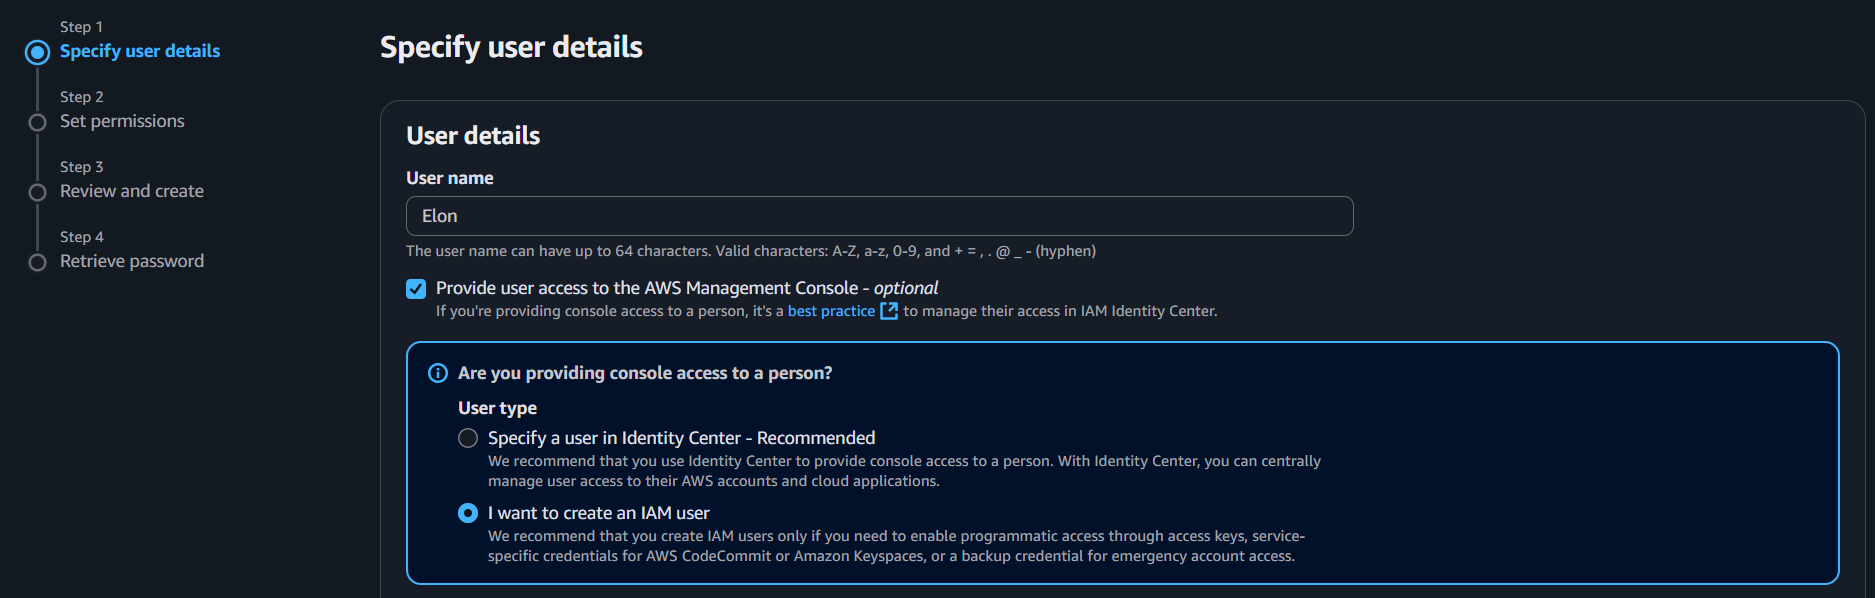 Step 1
Specify user details
Step 2
Set permissions
Step 3
Review and create
Step 4
Retrieve password
Specify user details
User details
User name
Elon
The user name can have up to 64 characters. Valid characters: A-Z, a-z, 0-9, and + = , . @ _ - (hyphen)
Provide user access to the AWS Management Console - optional
If you're providing console access to a person, it's a best practice to manage their access in IAM Identity Center.
Are you providing console access to a person?
User type
Specify a user in Identity Center - Recommended
We recommend that you use Identity Center to provide console access to a person. With Identity Center, you can centrally
manage user access to their AWS accounts and cloud applications.
I want to create an IAM user
We recommend that you create IAM users only if you need to enable programmatic access through access keys, service-
specific credentials for AWS CodeCommit or Amazon Keyspaces, or a backup credential for emergency account access.